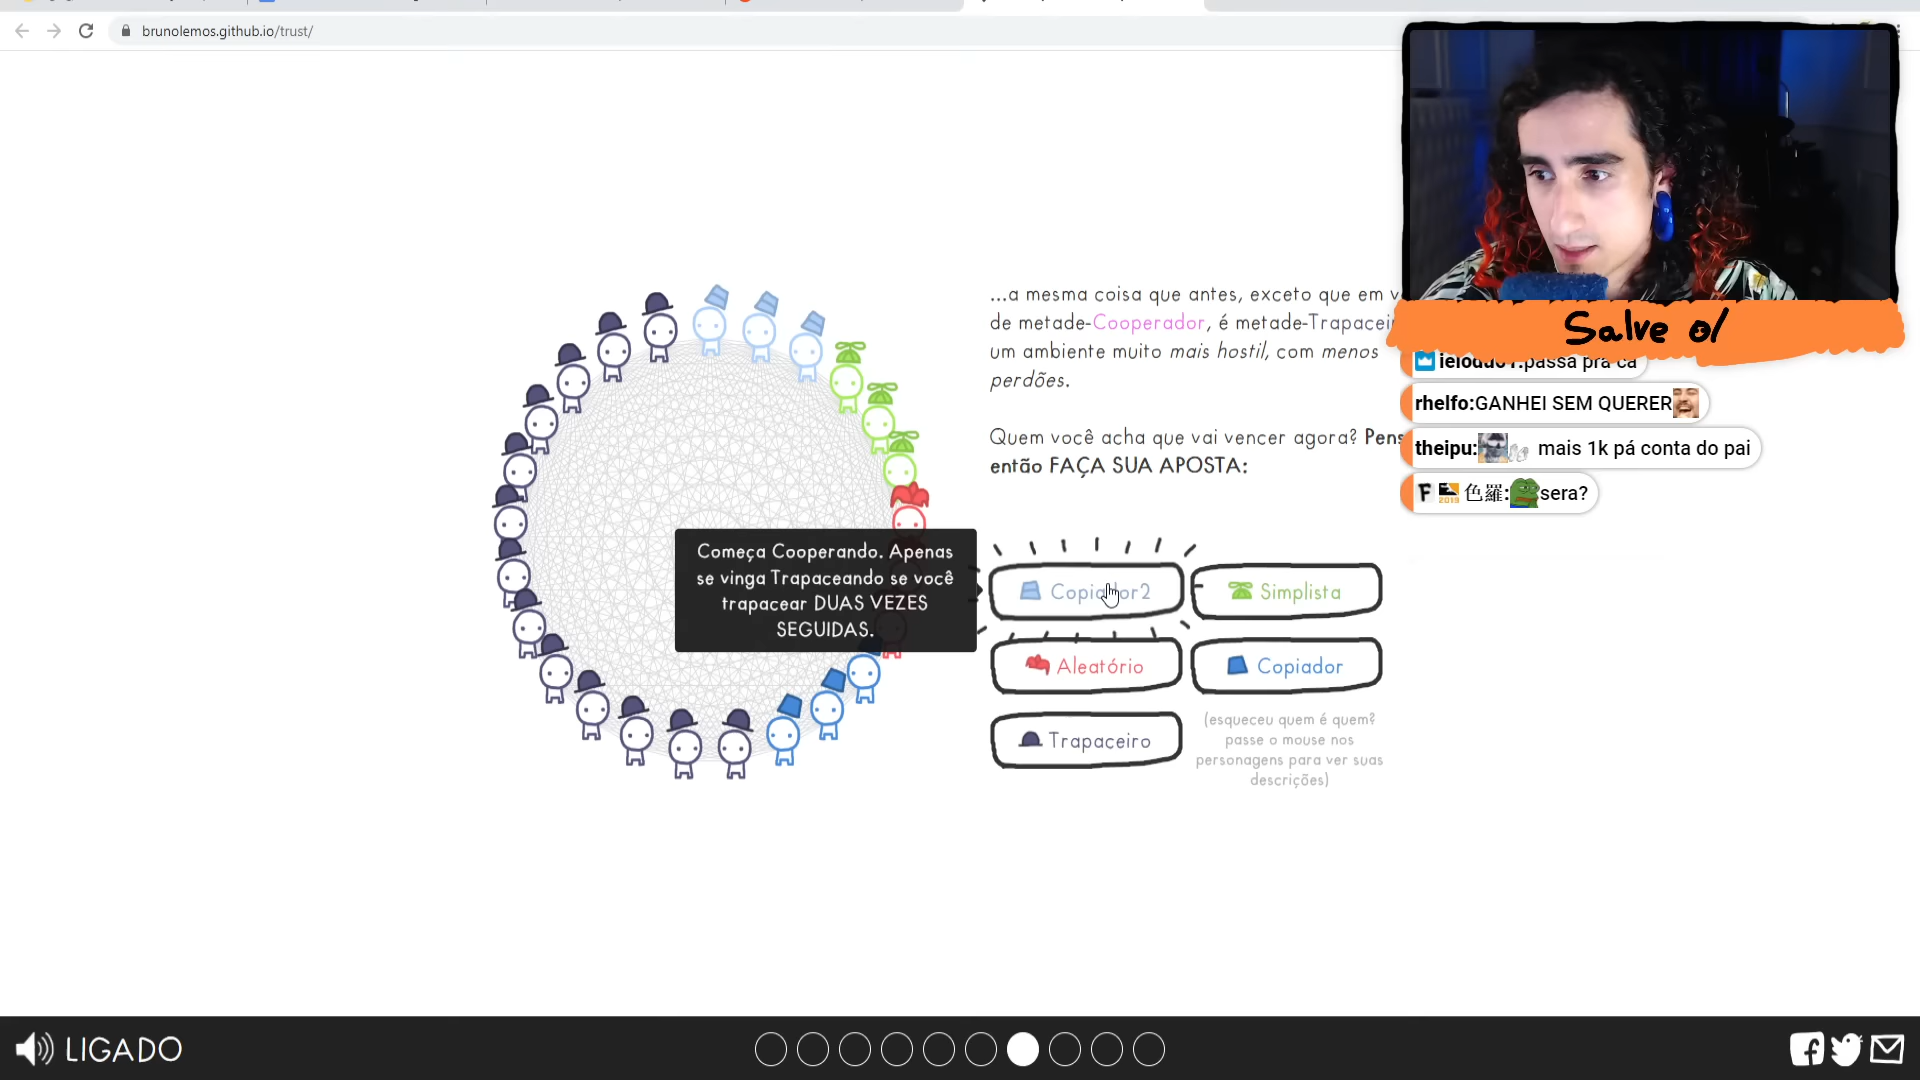 brunolemos.github.io/trust/
...a mesma coisa que antes, exceto que em v
de metade-Cooperador, é metade-Trapacei
um ambiente muito mais hostil, com menos
perdões.
Quem você acha que vai vencer agora? Pens
então FAÇA SUA APOSTA:
Começa Cooperando. Apenas
se vinga Trapaceando se você
trapacear DUAS VEZES
SEGUIDAS.
Copiador2
Simplista
Aleatório
Copiador
Trapaceiro
(esqueceu quem é quem?
passe o mouse nos
personagens para ver suas
descrições)
Salve o/
passa pra ca
rhelfo:GANHEI SEM QUERER
theipu: mais 1k pá conta do pai
色羅: sera?
LIGADO